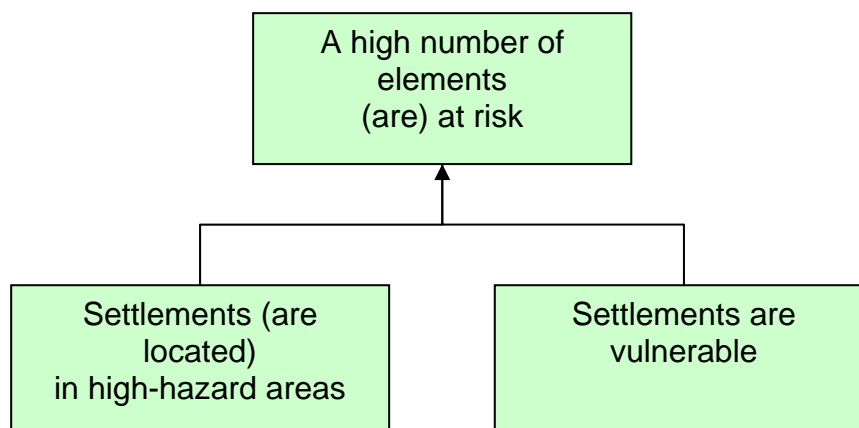 A high number of
elements
(are) at risk
Settlements (are
located)
in high-hazard areas
Settlements are
vulnerable